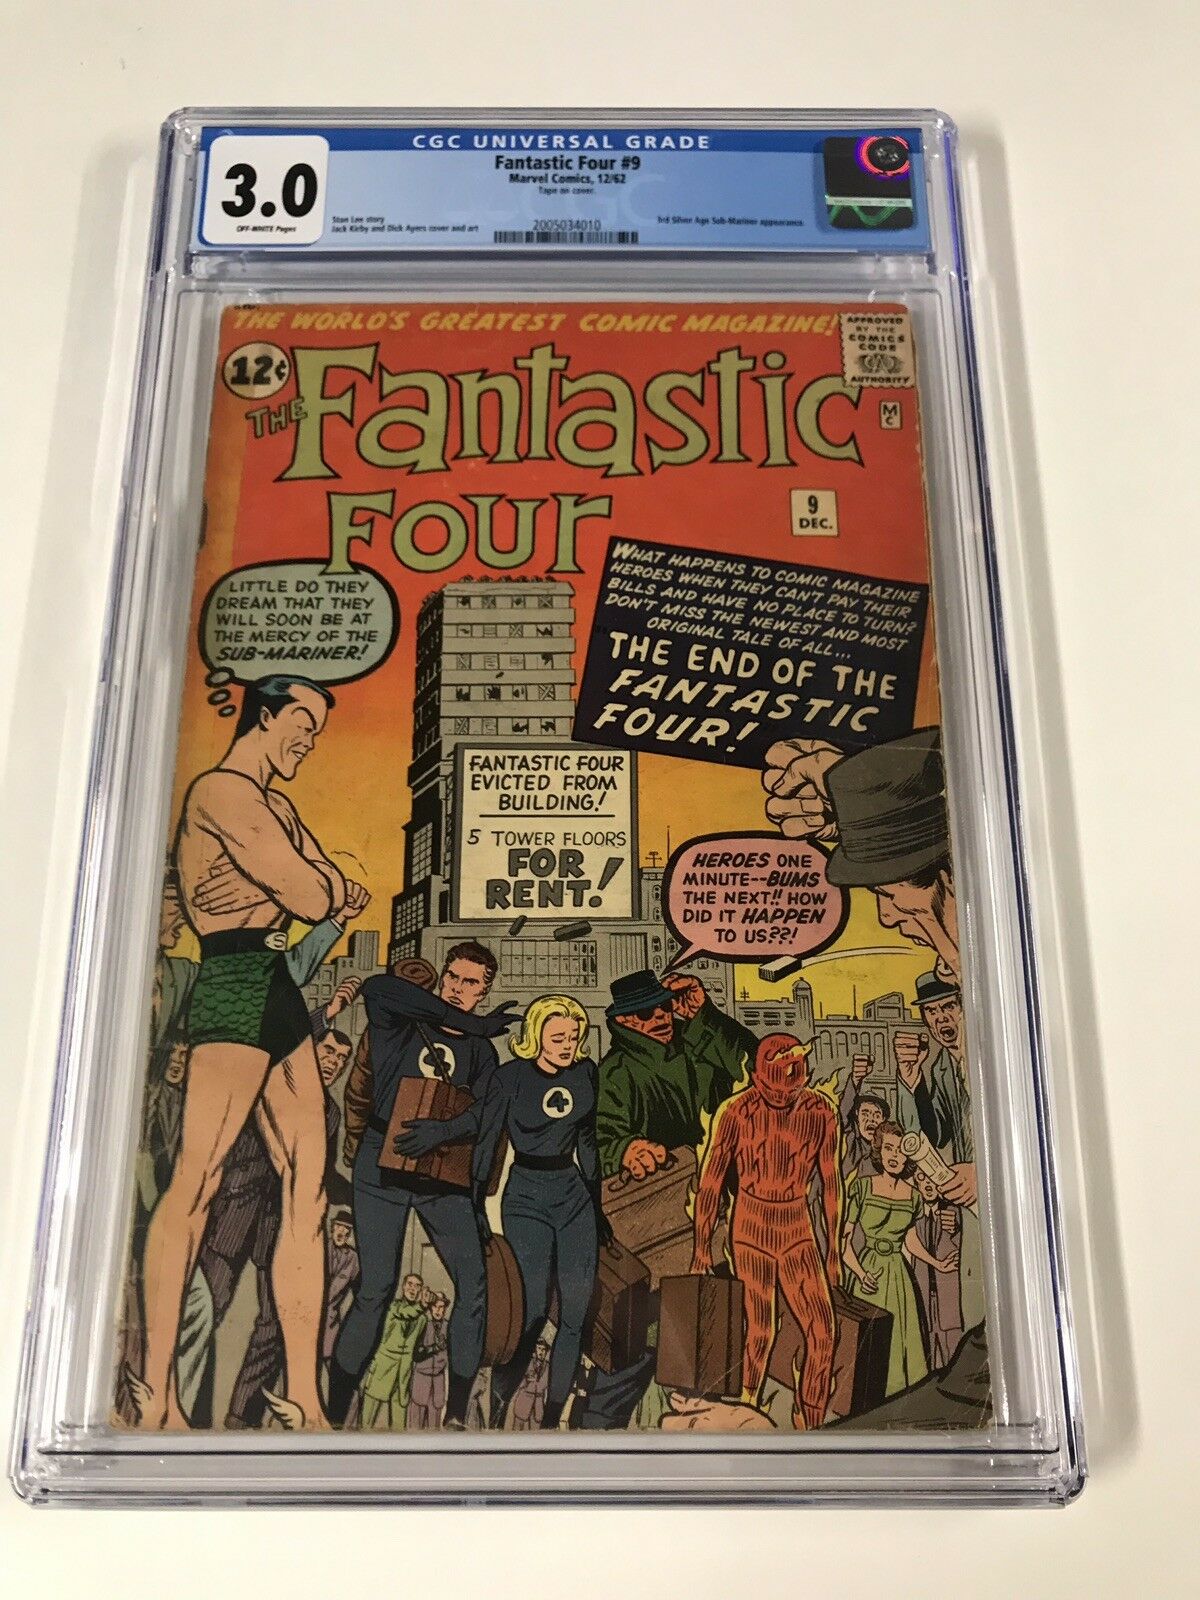 CGC UNIVERSAL GRADE
3.0
OFF-WHITE Pages
Fantastic Four #9
Marvel Comics, 12/62
Tape on cover.
Stan Lee story
Jack Kirby and Dick Ayers cover and art
2005034010
3rd Silver Age Sub-Mariner appearance.
CGC
THE WORLD'S GREATEST COMIC MAGAZINE!
12¢
APPROVED
BY THE
COMICS
CODE
AUTHORITY
MC
THE FANTASTIC
FOUR
9
DEC.
LITTLE DO THEY
DREAM THAT THEY
WILL SOON BE AT
THE MERCY OF THE
SUB-MARINER!
WHAT HAPPENS TO COMIC MAGAZINE
HEROES WHEN THEY CAN'T PAY THEIR
BILLS AND HAVE NO PLACE TO TURN?
DON'T MISS THE NEWEST AND MOST
ORIGINAL TALE OF ALL...
"THE END OF THE
FANTASTIC
FOUR!
FANTASTIC FOUR
EVICTED FROM
BUILDING!
5 TOWER FLOORS
FOR
RENT!
HEROES ONE
MINUTE--BUMS
THE NEXT!! HOW
DID IT HAPPEN
TO US??!
S
4
4